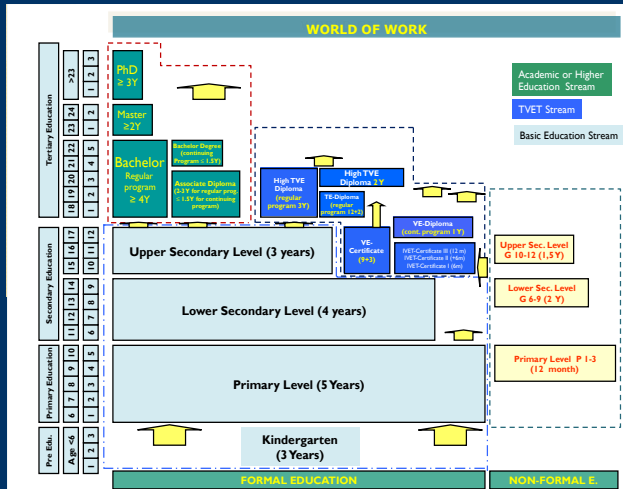 WORLD OF WORK
Tertiary Education
>23
3
2
1
23 24
2
1
18 19 20 21 22
5
4
3
2
1
Secondary Education
15 16 17
12
11
10
11 12 13 14
9
8
7
6
Primary Education
6 7 8 9 10
5
4
3
2
1
Pre Edu.
Age <6
1 2 3
PhD
≥ 3Y
Master
≥2Y
Bachelor
Regular
program
≥ 4Y
Bachelor Degree
(continuing
Program ≤ 1,5Y)
Associate Diploma
(2-3Y for regular prog.
≤ 1.5Y for continuing
program)
High TVE
Diploma
(regular
program 3Y)
High TVE
Diploma 2Y
TE-Diploma
(regular
program 12+2)
VE-
Certificate
(9+3)
VE-Diploma
(cont. program 1Y)
IVET-Certificate III (12 m)
IVET-Certificate II (+6m)
IVET-Certificate I (6m)
Upper Secondary Level (3 years)
Lower Secondary Level (4 years)
Primary Level (5 Years)
Kindergarten
(3 Years)
Academic or Higher
Education Stream
TVET Stream
Basic Education Stream
Upper Sec. Level
G 10-12 (1,5 Y)
Lower Sec. Level
G 6-9 (2 Y)
Primary Level P 1-3
(12 month)
FORMAL EDUCATION
NON-FORMAL E.